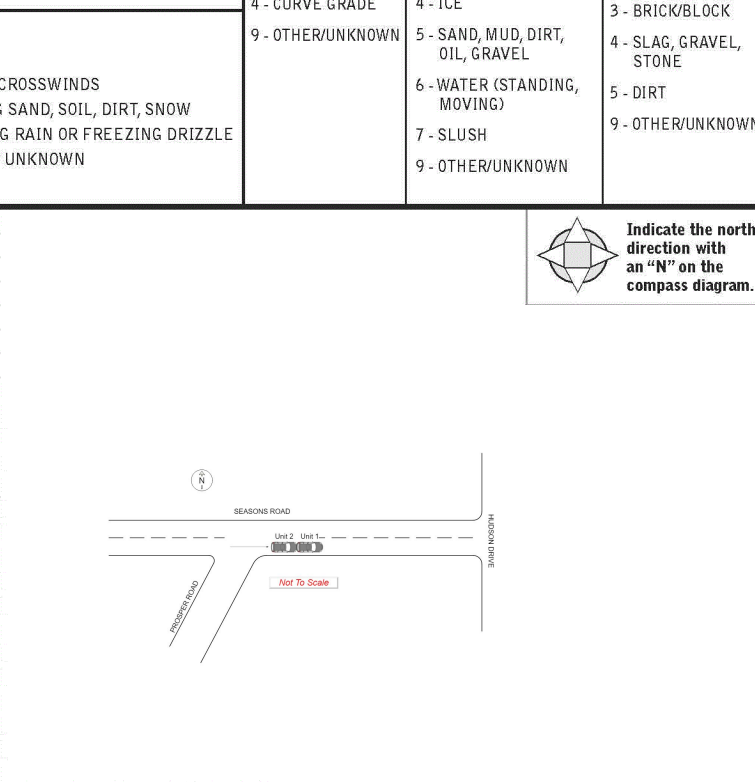 4 - CURVE GRADE
9 - OTHER/UNKNOWN
4 - ICE
5 - SAND, MUD, DIRT,
OIL, GRAVEL
6 - WATER (STANDING,
MOVING)
7 - SLUSH
9 - OTHER/UNKNOWN
3 - BRICK/BLOCK
4 - SLAG, GRAVEL,
STONE
5 - DIRT
9 - OTHER/UNKNOWN
CROSSWINDS
G SAND, SOIL, DIRT, SNOW
G RAIN OR FREEZING DRIZZLE
UNKNOWN
Indicate the north
direction with
an “N” on the
compass diagram.
N
SEASONS ROAD
Unit 2 Unit 1
HUDSON DRIVE
Not To Scale
PROSPER ROAD